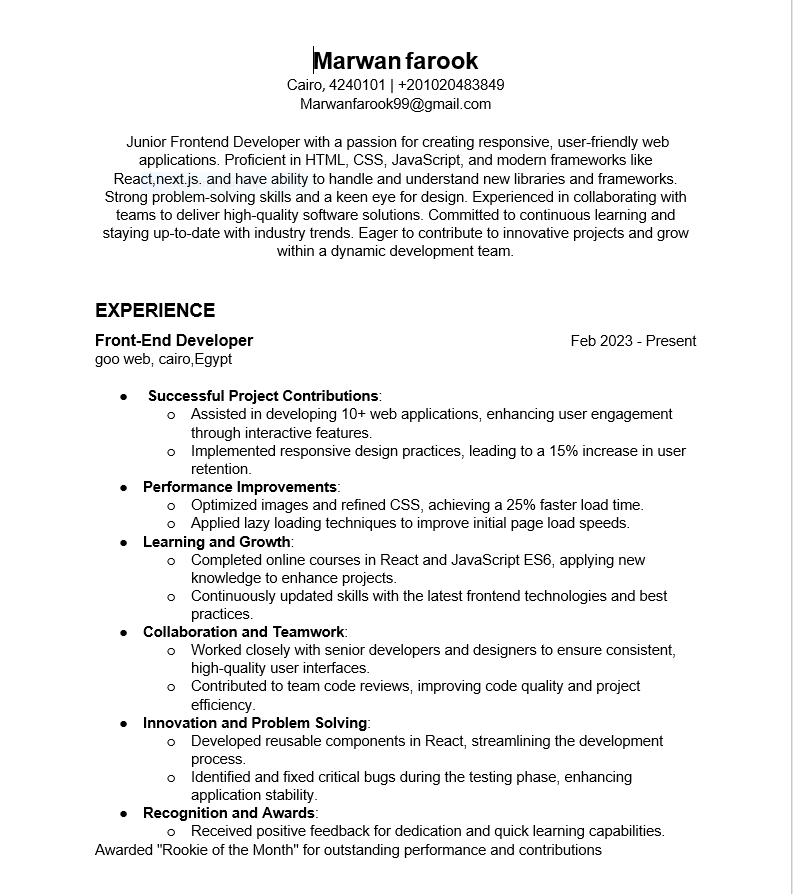 Marwan farook
Cairo, 4240101 | +201020483849
Marwanfarook99@gmail.com
Junior Frontend Developer with a passion for creating responsive, user-friendly web
applications. Proficient in HTML, CSS, JavaScript, and modern frameworks like
React,next.js. and have ability to handle and understand new libraries and frameworks.
Strong problem-solving skills and a keen eye for design. Experienced in collaborating with
teams to deliver high-quality software solutions. Committed to continuous learning and
staying up-to-date with industry trends. Eager to contribute to innovative projects and grow
within a dynamic development team.
EXPERIENCE
Front-End Developer Feb 2023 - Present
goo web, cairo,Egypt
● Successful Project Contributions:
o Assisted in developing 10+ web applications, enhancing user engagement
through interactive features.
o Implemented responsive design practices, leading to a 15% increase in user
retention.
● Performance Improvements:
o Optimized images and refined CSS, achieving a 25% faster load time.
o Applied lazy loading techniques to improve initial page load speeds.
● Learning and Growth:
o Completed online courses in React and JavaScript ES6, applying new
knowledge to enhance projects.
o Continuously updated skills with the latest frontend technologies and best
practices.
● Collaboration and Teamwork:
o Worked closely with senior developers and designers to ensure consistent,
high-quality user interfaces.
o Contributed to team code reviews, improving code quality and project
efficiency.
● Innovation and Problem Solving:
o Developed reusable components in React, streamlining the development
process.
o Identified and fixed critical bugs during the testing phase, enhancing
application stability.
● Recognition and Awards:
o Received positive feedback for dedication and quick learning capabilities.
Awarded "Rookie of the Month" for outstanding performance and contributions